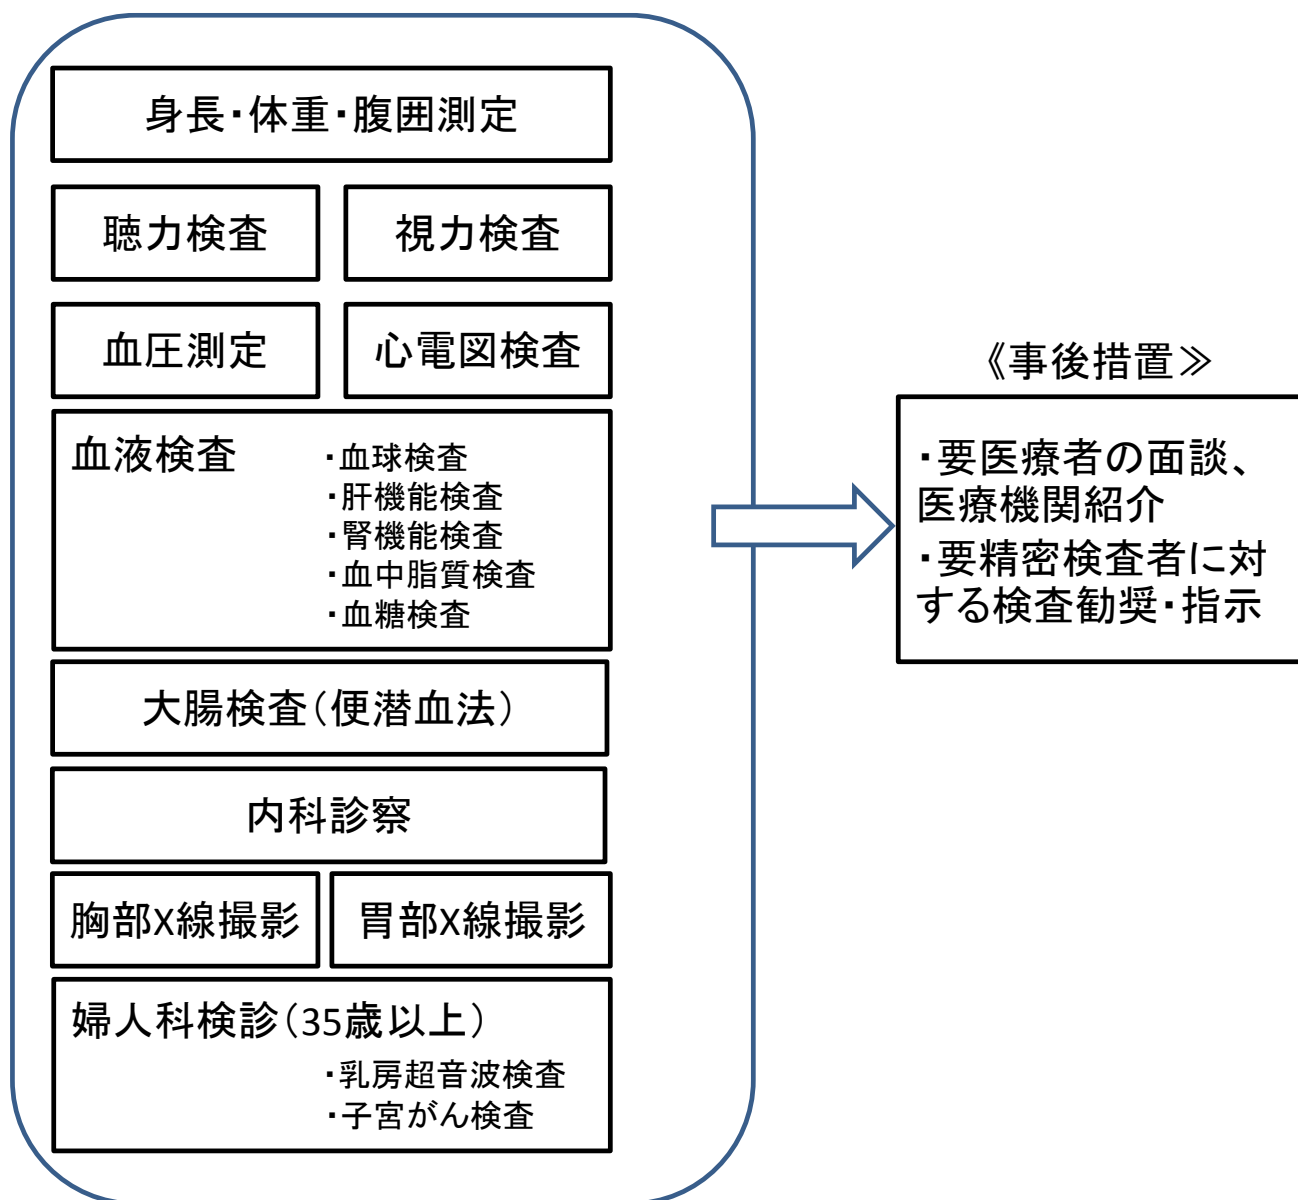 身長・体重・腹囲測定
聴力検査
視力検査
血圧測定
心電図検査
血液検査
・血球検査
・肝機能検査
・腎機能検査
・血中脂質検査
・血糖検査
大腸検査(便潜血法)
内科診察
胸部X線撮影
胃部X線撮影
婦人科検診(35歳以上)
・乳房超音波検査
・子宮がん検査
《事後措置≫
・要医療者の面談、
医療機関紹介
・要精密検査者に対
する検査勧奨・指示